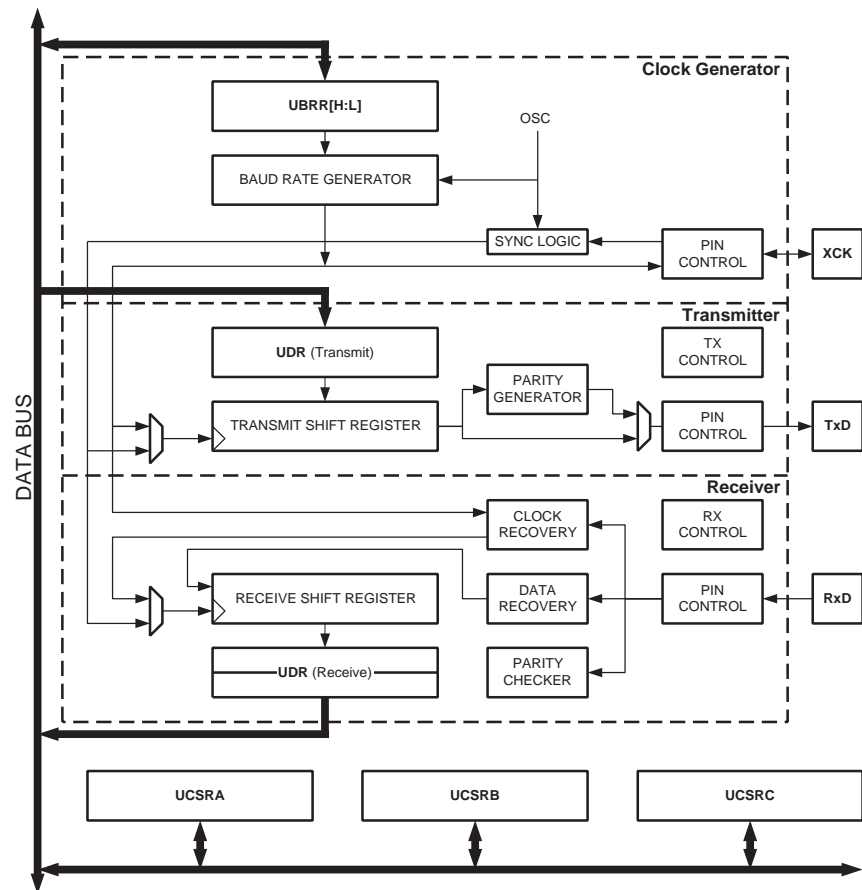 Clock Generator
UBRR[H:L]
OSC
BAUD RATE GENERATOR
SYNC LOGIC
PIN
CONTROL
XCK
Transmitter
UDR (Transmit)
TX
CONTROL
PARITY
GENERATOR
TRANSMIT SHIFT REGISTER
PIN
CONTROL
TxD
DATA BUS
Receiver
CLOCK
RECOVERY
RX
CONTROL
RECEIVE SHIFT REGISTER
DATA
RECOVERY
PIN
CONTROL
RxD
UDR (Receive)
PARITY
CHECKER
UCSRA
UCSRB
UCSRC